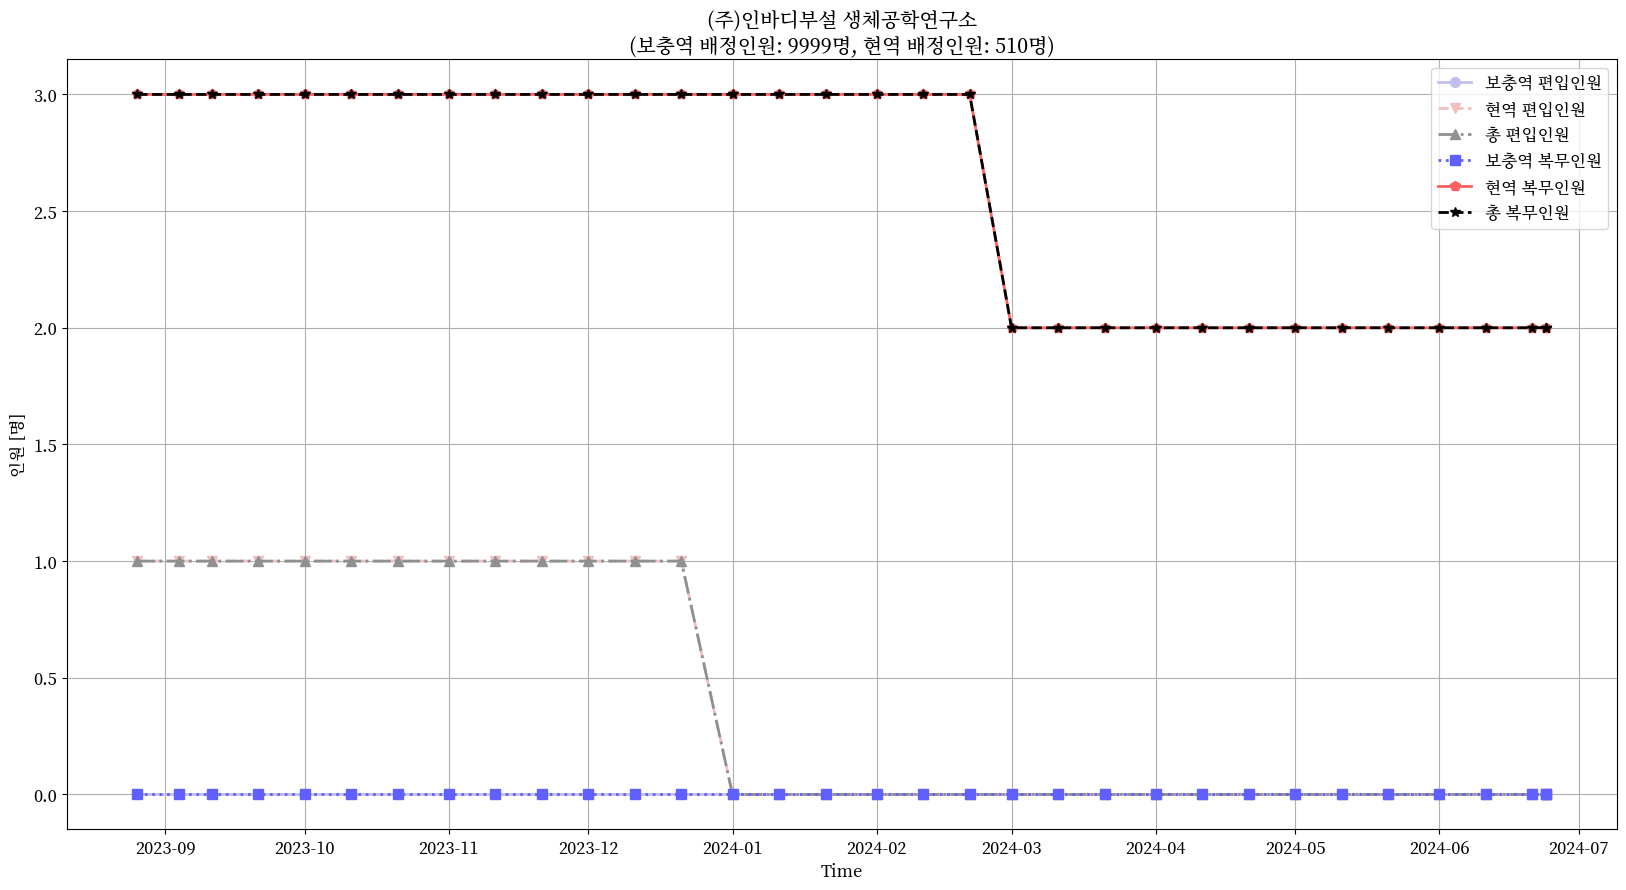 (주)인바디부설 생체공학연구소
(보충역 배정인원: 9999명, 현역 배정인원: 510명)
보충역 편입인원
현역 편입인원
총 편입인원
보충역 복무인원
현역 복무인원
총 복무인원
인원 [명]
3.0
2.5
2.0
1.5
1.0
0.5
0.0
2023-09
2023-10
2023-11
2023-12
2024-01
2024-02
2024-03
2024-04
2024-05
2024-06
2024-07
Time